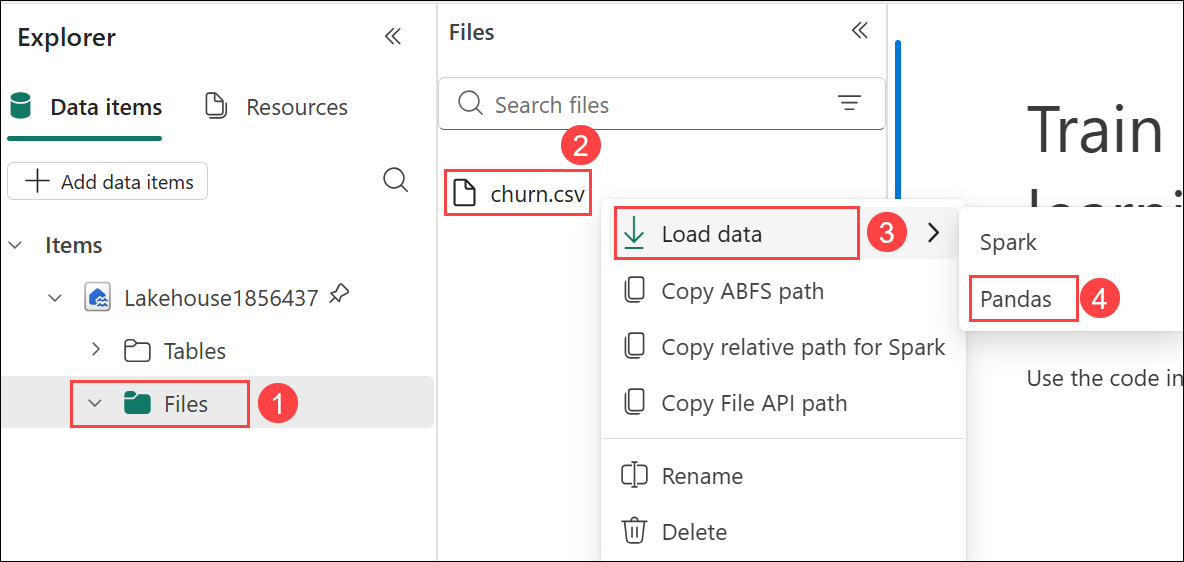 Explorer
Data items
Resources
Add data items
Items
Lakehouse1856437
Tables
Files
1
Files
Search files
2
churn.csv
Load data
3
Copy ABFS path
Copy relative path for Spark
Copy File API path
Rename
Delete
Spark
Pandas
4
Train
Use the code in